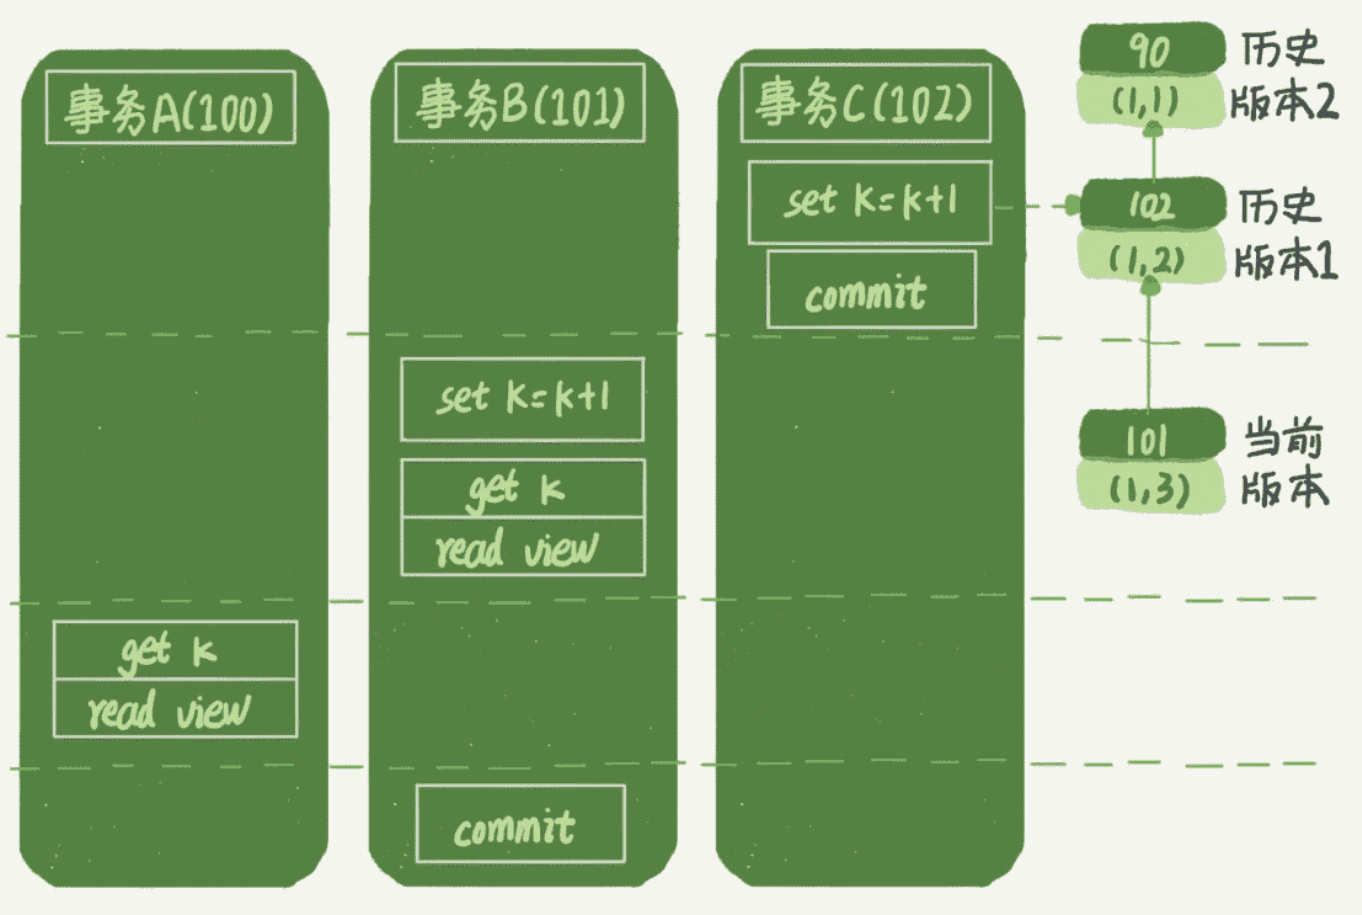 事务A(100)
get k
read view
事务B(101)
set k=k+1
get k
read view
commit
事务C(102)
set k=k+1
commit
90
(1,1)
历史
版本2
102
(1,2)
历史
版本1
101
(1,3)
当前
版本